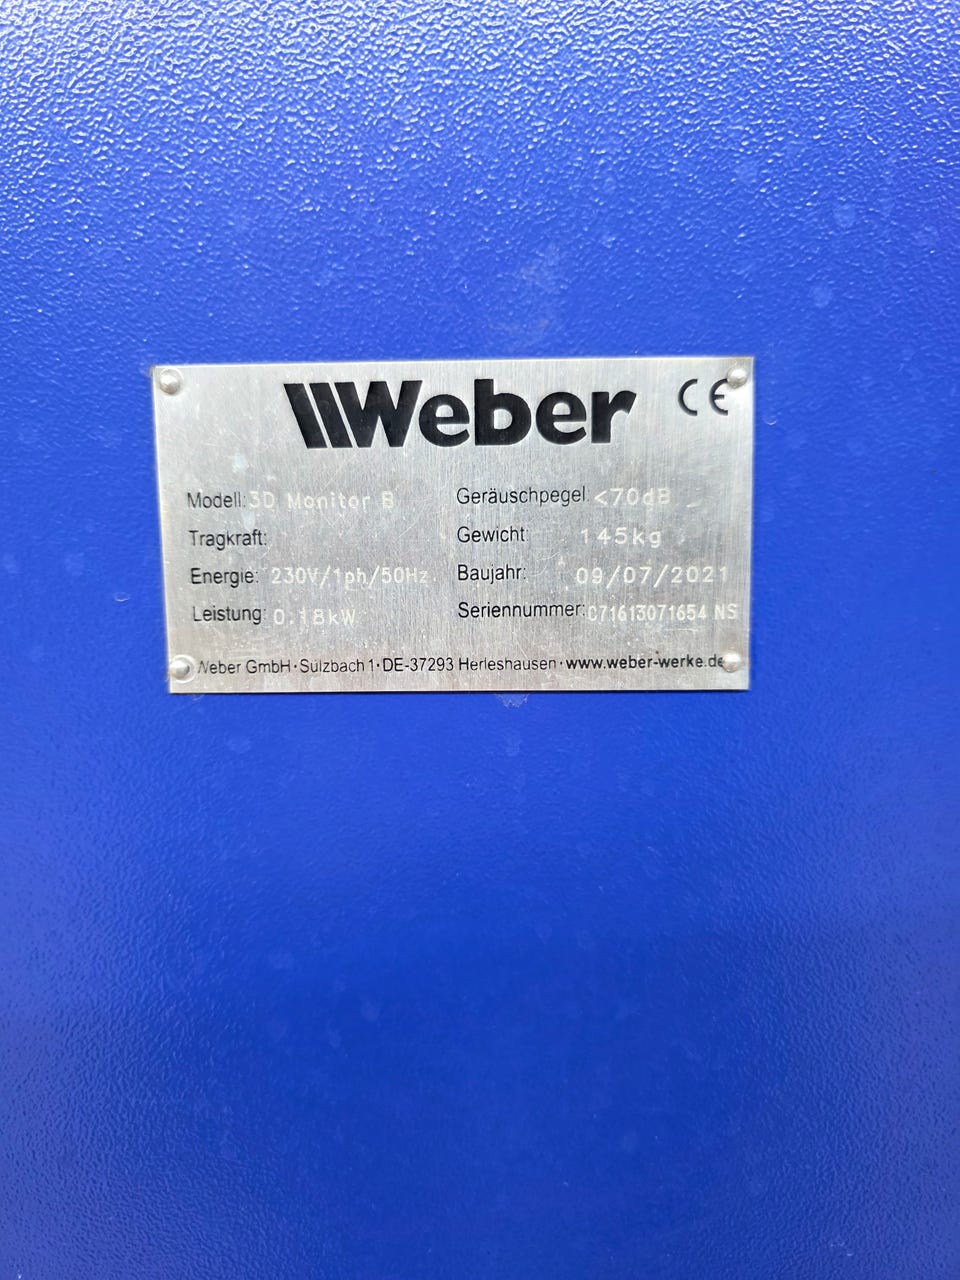 Weber CE
Modell: 3D Monitor B Geräuschpegel: <70dB
Tragkraft: Gewicht: 145kg
Energie: 230V/1ph/50Hz. Baujahr: 09/07/2021
Leistung: 0.18kW Seriennummer: C71613071654 NS
Weber GmbH · Sulzbach 1 · DE-37293 Herleshausen · www.weber-werke.de